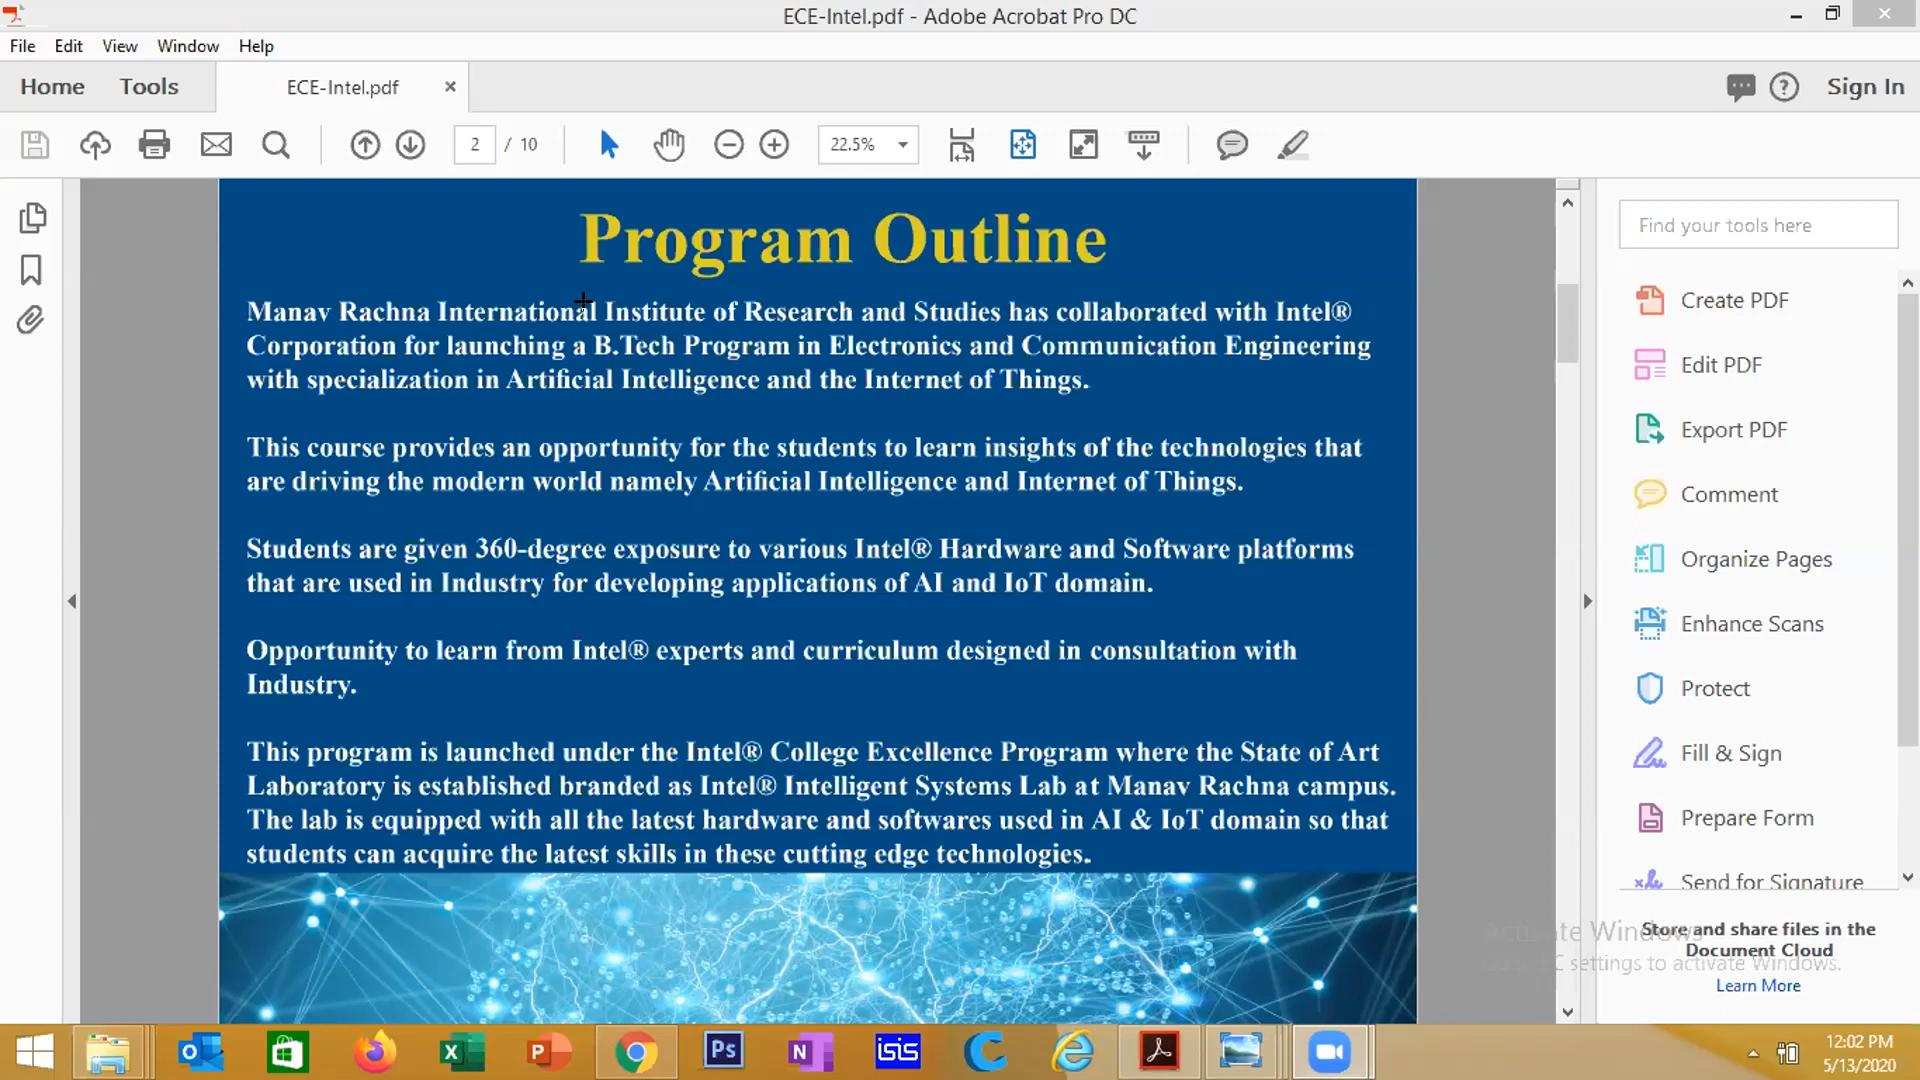 ECE-Intel.pdf - Adobe Acrobat Pro DC
File Edit View Window Help
Home Tools ECE-Intel.pdf × Sign In
2 / 10 22.5%
Program Outline
Manav Rachna International Institute of Research and Studies has collaborated with Intel®
Corporation for launching a B.Tech Program in Electronics and Communication Engineering
with specialization in Artificial Intelligence and the Internet of Things.
This course provides an opportunity for the students to learn insights of the technologies that
are driving the modern world namely Artificial Intelligence and Internet of Things.
Students are given 360-degree exposure to various Intel® Hardware and Software platforms
that are used in Industry for developing applications of AI and IoT domain.
Opportunity to learn from Intel® experts and curriculum designed in consultation with
Industry.
This program is launched under the Intel® College Excellence Program where the State of Art
Laboratory is established branded as Intel® Intelligent Systems Lab at Manav Rachna campus.
The lab is equipped with all the latest hardware and softwares used in AI & IoT domain so that
students can acquire the latest skills in these cutting edge technologies.
Find your tools here
Create PDF
Edit PDF
Export PDF
Comment
Organize Pages
Enhance Scans
Protect
Fill & Sign
Prepare Form
Send for Signature
Store and share files in the
Document Cloud
Learn More
Activate Windows
settings to activate Windows.
Ps
isis
12:02 PM
5/13/2020